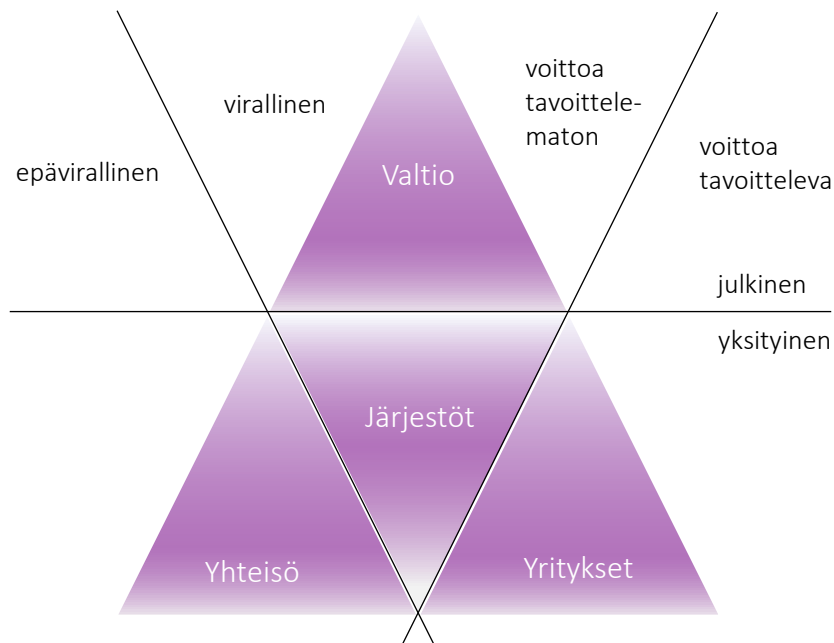 voittoa
tavoittele-
maton
virallinen
voittoa
tavoitteleva
epävirallinen
Valtio
julkinen
yksityinen
Järjestöt
Yhteisö
Yritykset